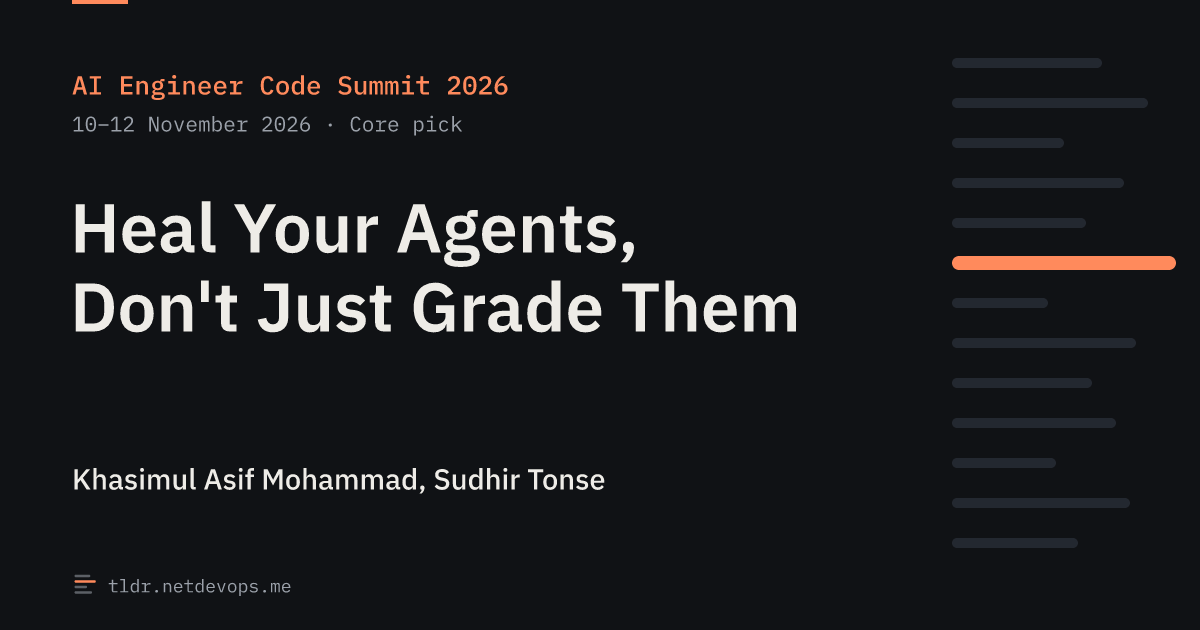 AI Engineer Code Summit 2026
10–12 November 2026 · Core pick
Heal Your Agents,
Don't Just Grade Them
Khasimul Asif Mohammad, Sudhir Tonse
tldr.netdevops.me